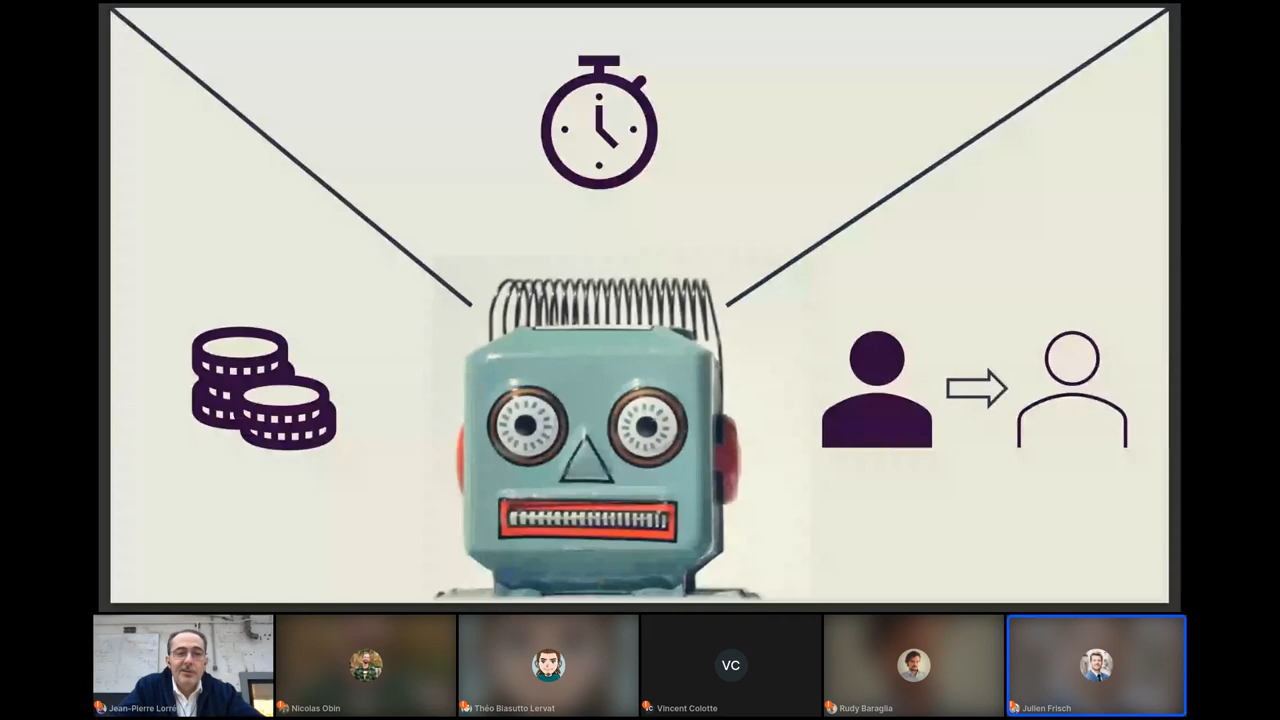 VC
Jean-Pierre Lorré
Nicolas Obin
Théo Biasutto Lervat
Vincent Colotte
Rudy Baraglia
Julien Frisch